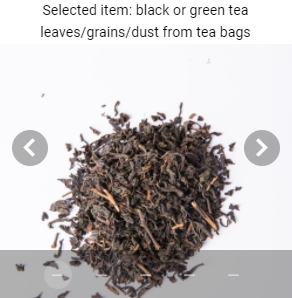 Selected item: black or green tea
leaves/grains/dust from tea bags